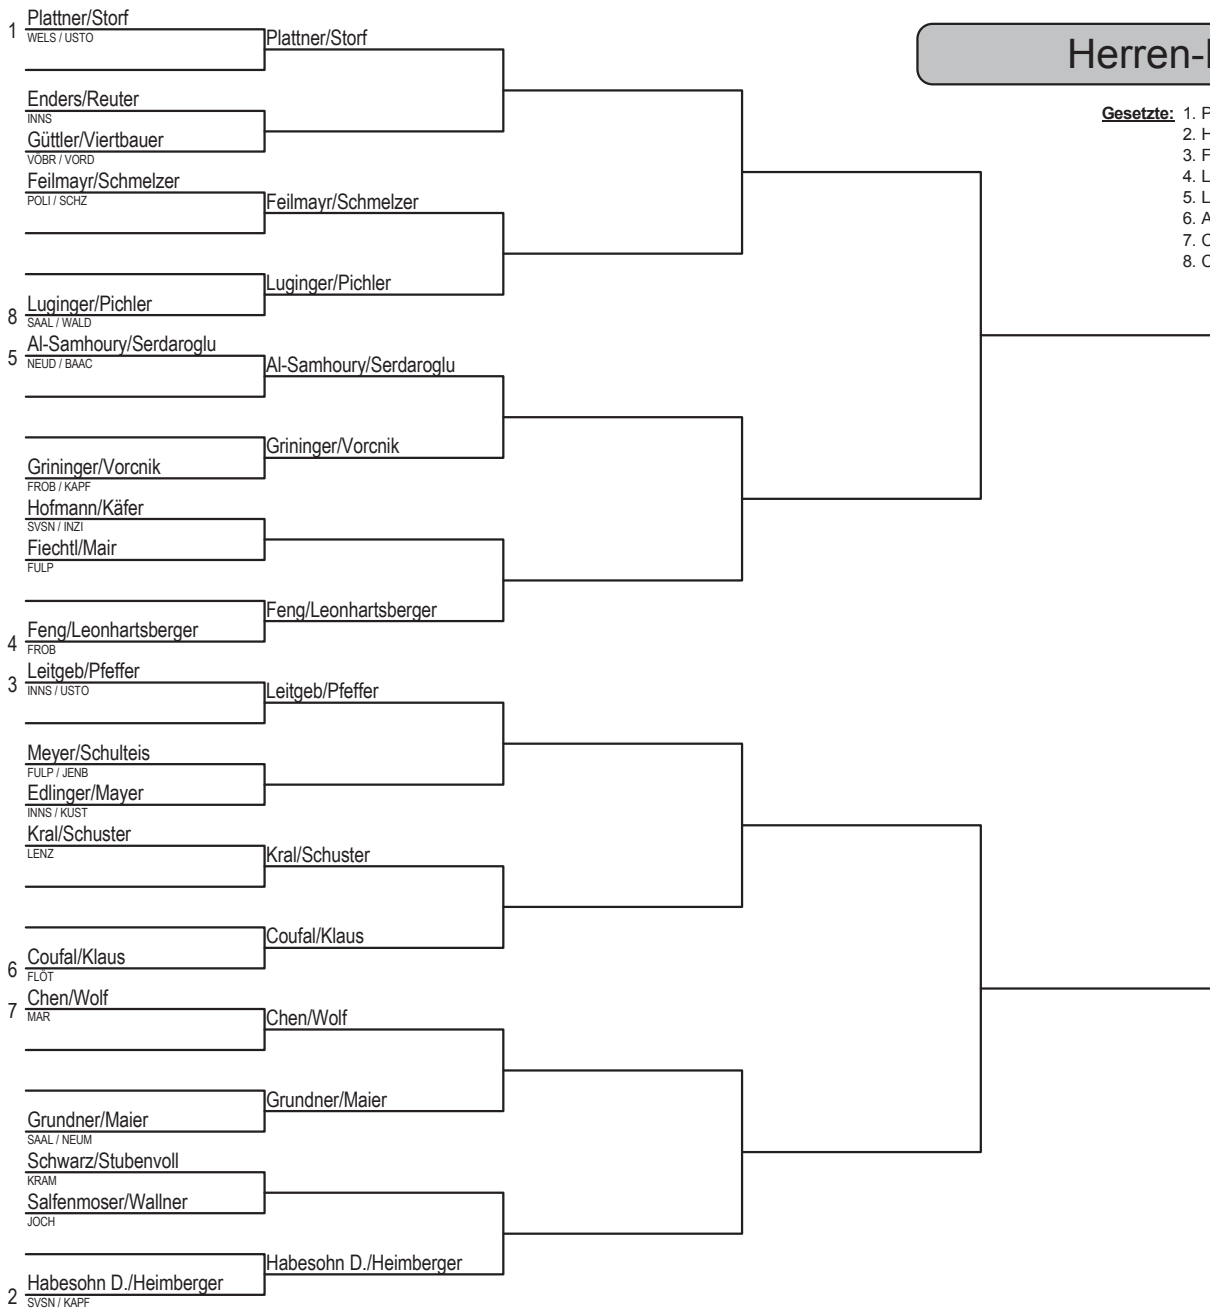 Plattner/Storf
1
WELS / USTO
Plattner/Storf
Enders/Reuter
INNS
Güttler/Viertbauer
VÖBR / VORD
Feilmayr/Schmelzer
POLI / SCHZ
Feilmayr/Schmelzer
Luginger/Pichler
Luginger/Pichler
8
SAAL / WALD
Al-Samhoury/Serdaroglu
5
NEUD / BAAC
Al-Samhoury/Serdaroglu
Grininger/Vorcnik
Grininger/Vorcnik
FROB / KAPF
Hofmann/Käfer
SVSN / INZI
Fiechtl/Mair
FULP
Feng/Leonhartsberger
Feng/Leonhartsberger
4
FROB
Leitgeb/Pfeffer
3
INNS / USTO
Leitgeb/Pfeffer
Meyer/Schulteis
FULP / JENB
Edlinger/Mayer
INNS / KUST
Kral/Schuster
LENZ
Kral/Schuster
Coufal/Klaus
Coufal/Klaus
6
FLÖT
Chen/Wolf
7
MAR
Chen/Wolf
Grundner/Maier
Grundner/Maier
SAAL / NEUM
Schwarz/Stubenvoll
KRAM
Salfenmoser/Wallner
JOCH
Habesohn D./Heimberger
Habesohn D./Heimberger
2
SVSN / KAPF
Herren-
Gesetzte: 1. P
2. H
3. F
4. L
5. L
6. A
7. C
8. C